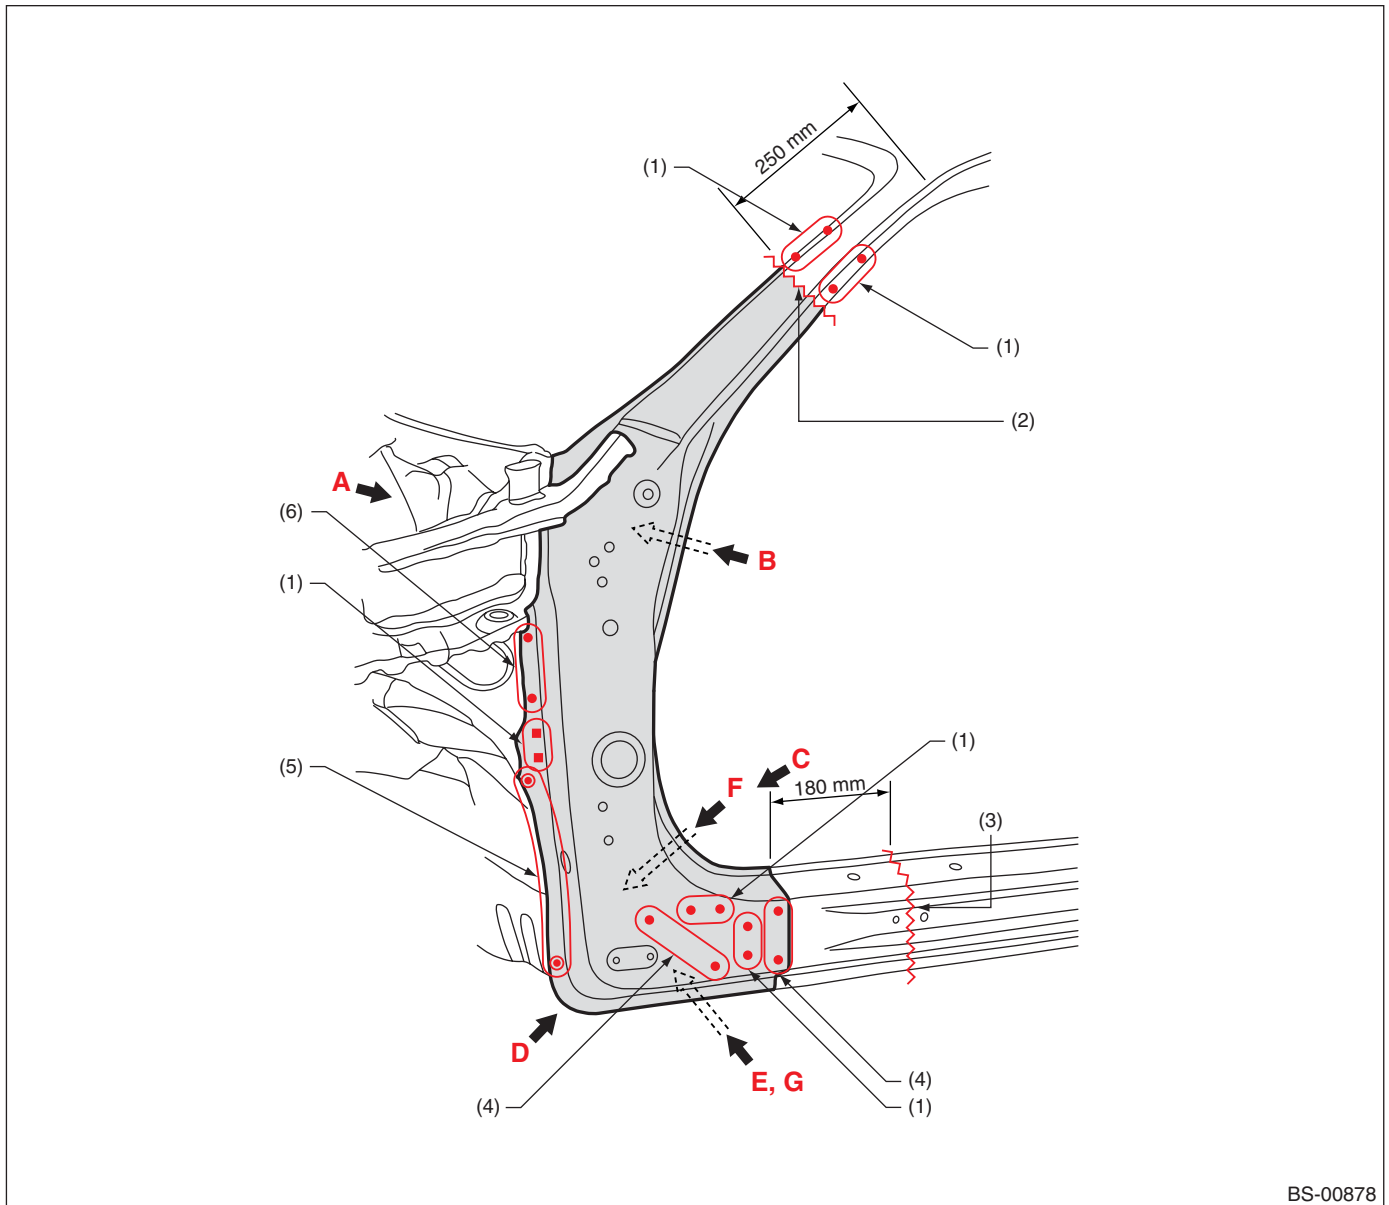 250 mm
(1)
(1)
(2)
A
(6)
B
(1)
(1)
C
(5)
F
180 mm
(3)
D
E, G
(4)
(4)
(1)
BS-00878